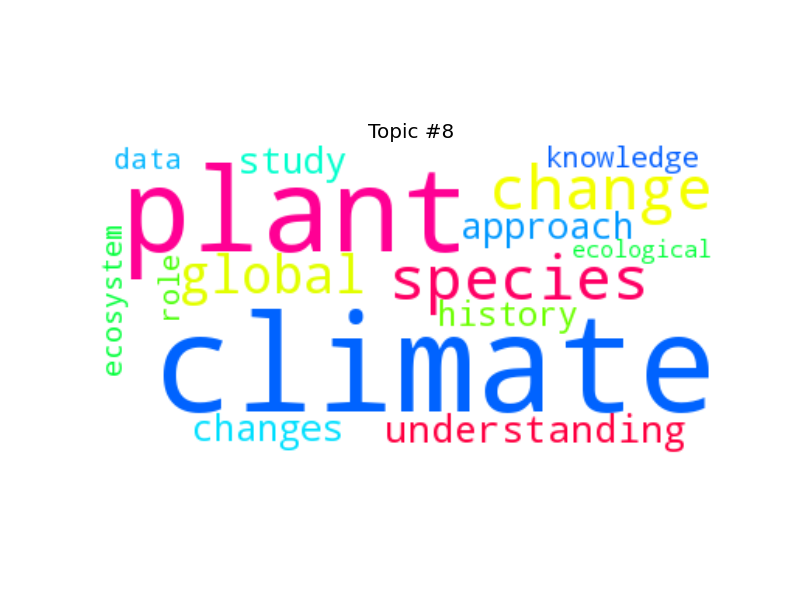 Topic #8
data
study
knowledge
plant
change
approach
ecological
ecosystem
role
global
species
history
climate
changes
understanding